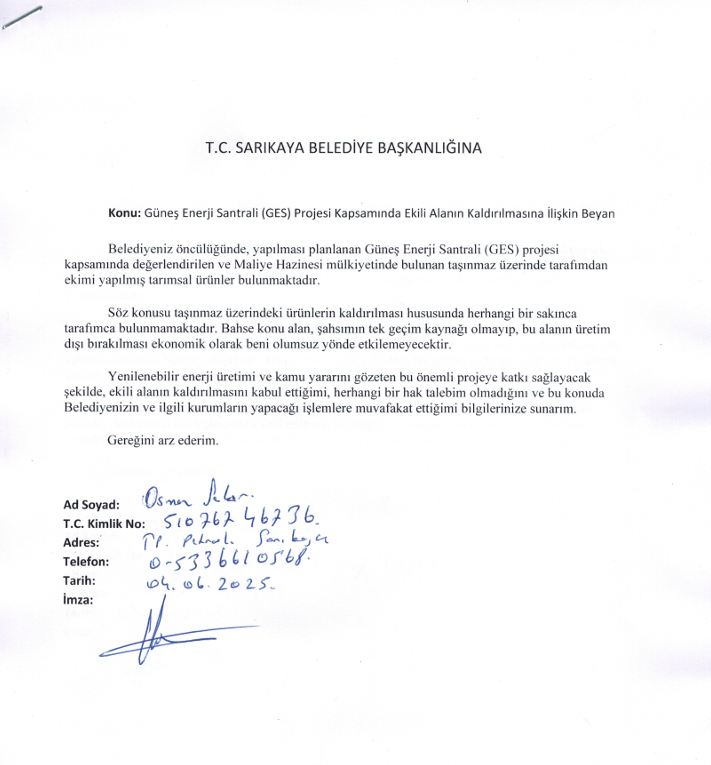 T.C. SARIKAYA BELEDİYE BAŞKANLIĞINA
Konu: Güneş Enerji Santrali (GES) Projesi Kapsamında Ekili Alanın Kaldırılmasına İlişkin Beyan
Belediyeniz öncülüğünde, yapılması planlanan Güneş Enerji Santrali (GES) projesi
kapsamında değerlendirilen ve Maliye Hazinesi mülkiyetinde bulunan taşınmaz üzerinde tarafımdan
ekimi yapılmış tarımsal ürünler bulunmaktadır.
Söz konusu taşınmaz üzerindeki ürünlerin kaldırılması hususunda herhangi bir sakınca
tarafımca bulunmamaktadır. Bahse konu alan, şahsımın tek geçim kaynağı olmayıp, bu alanın üretim
dışı bırakılması ekonomik olarak beni olumsuz yönde etkilemeyecektir.
Yenilenebilir enerji üretimi ve kamu yararını gözeten bu önemli projeye katkı sağlayacak
şekilde, ekili alanın kaldırılmasını kabul ettiğimi, herhangi bir hak talebim olmadığını ve bu konuda
Belediyenizin ve ilgili kurumların yapacağı işlemlere muvafakat ettiğimi bilgilerinize sunarım.
Gereğini arz ederim.
Ad Soyad: Osman
T.C. Kimlik No: 51076746736.
Adres: Sarıkaya
Telefon: 0-5336610568.
Tarih: 04.06.2025.
İmza: